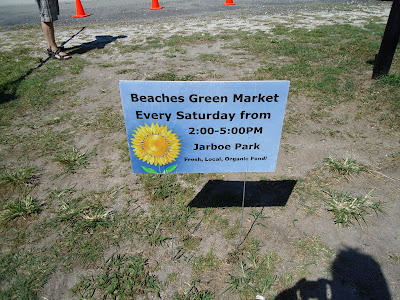 Beaches Green Market
Every Saturday from
2:00-5:00PM
Jarboe Park
Fresh, Local, Organic Food!